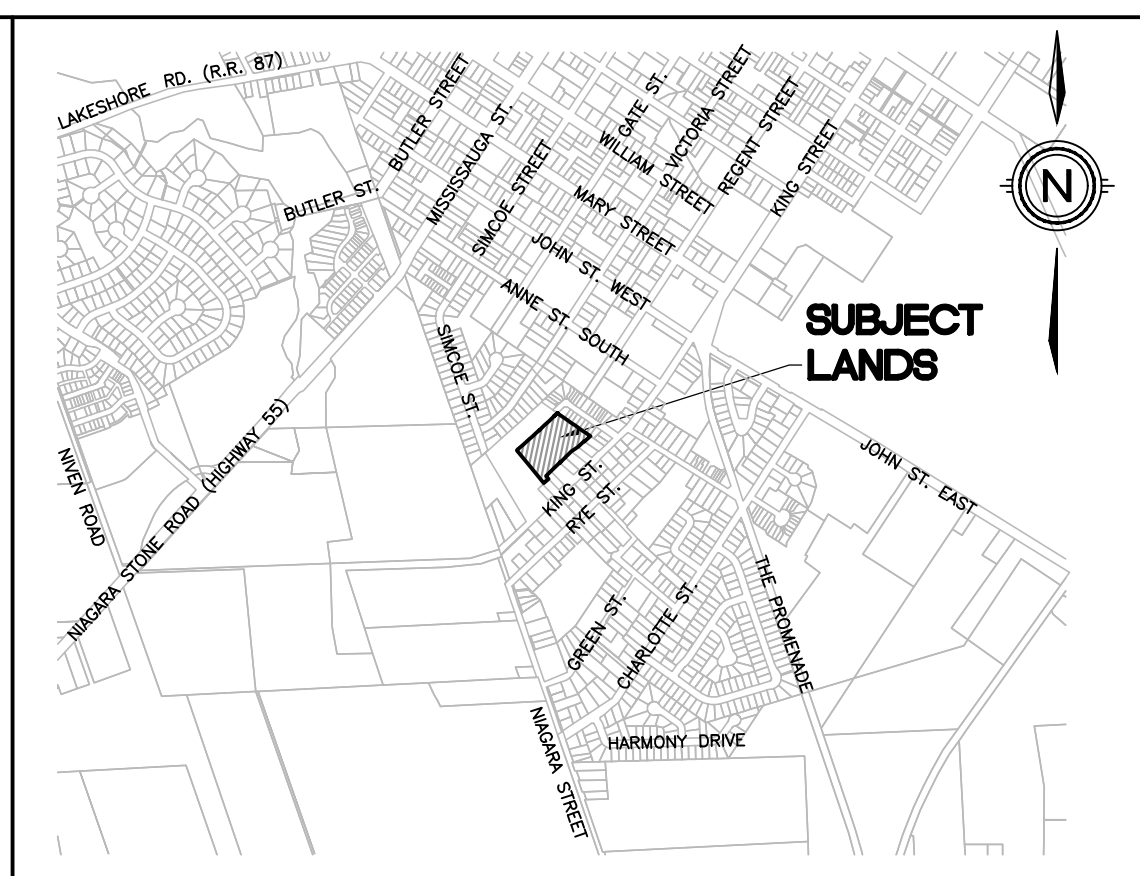 LAKESHORE RD. (R.R. 87)
BUTLER STREET
MISSISSAUGA ST.
SIMCOE STREET
GATE ST.
VICTORIA STREET
REGENT STREET
KING STREET
WILLIAM STREET
MARY STREET
BUTLER ST.
JOHN ST. WEST
ANNE ST. SOUTH
N
SUBJECT
LANDS
SIMCOE ST.
NIVEN ROAD
NIAGARA STONE ROAD (HIGHWAY 55)
KING ST.
RYE ST.
JOHN ST. EAST
THE PROMENADE
GREEN ST.
CHARLOTTE ST.
HARMONY DRIVE
NIAGARA STREET